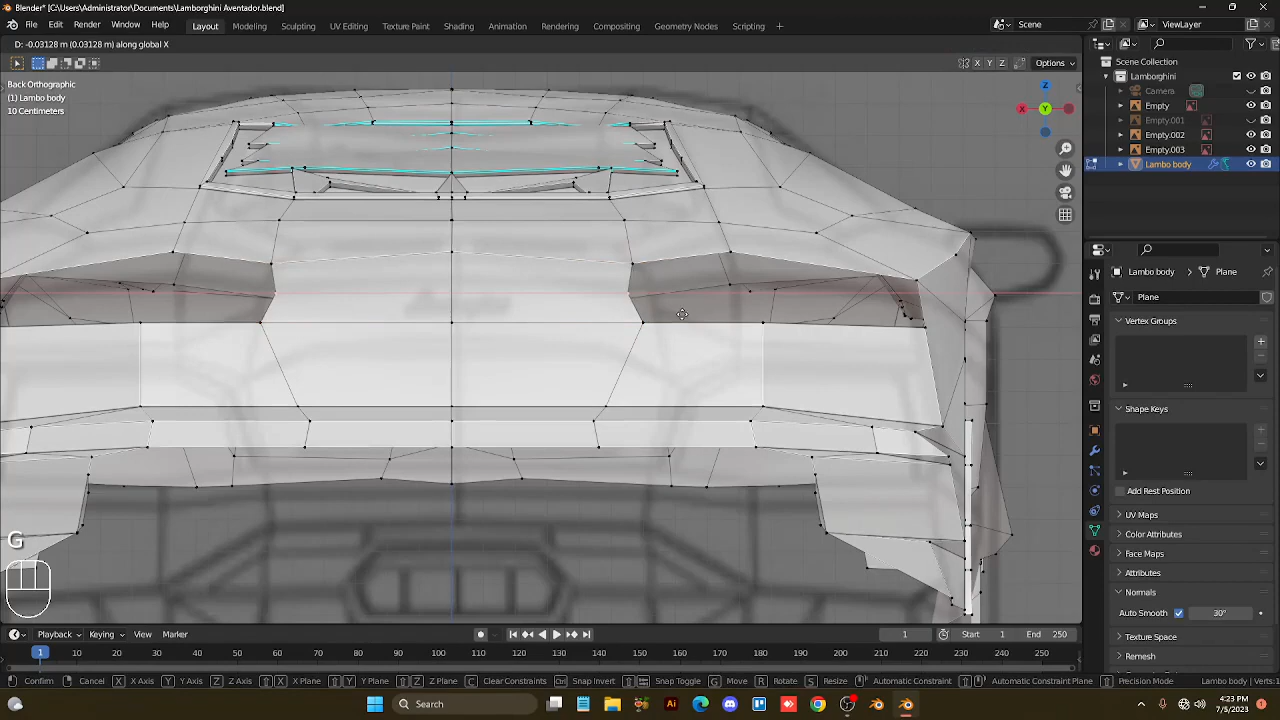 Blender* [C:\Users\Administrator\Documents\Lamborghini Aventador.blend]
File Edit Render Window Help Layout Modeling Sculpting UV Editing Texture Paint Shading Animation Rendering Compositing Geometry Nodes Scripting + Scene ViewLayer
D: -0.03128 m (0.03128 m) along global X
X Y Z Options
Back Orthographic
(1) Lambo body
10 Centimeters
Z
X Y
Scene Collection
Lamborghini
Camera
Empty
Empty.001
Empty.002
Empty.003
Lambo body
Lambo body Plane
Plane
Vertex Groups
Shape Keys
Add Rest Position
UV Maps
Color Attributes
Face Maps
Attributes
Normals
Auto Smooth 30°
Texture Space
Remesh
G
Playback Keying View Marker 1 Start 1 End 250
1 10 20 30 40 50 60 70 80 90 100 110 120 130 140 150 160 170 180 190 200 210 220 230 240 250
Confirm Cancel X X Axis Y Y Axis Z Z Axis X X Plane Y Y Plane Z Z Plane C Clear Constraints Snap Invert Snap Toggle G Move R Rotate S Resize Automatic Constraint Automatic Constraint Precision Mode Lambo body | Verts:1
Search
4:23 PM
7/5/2023